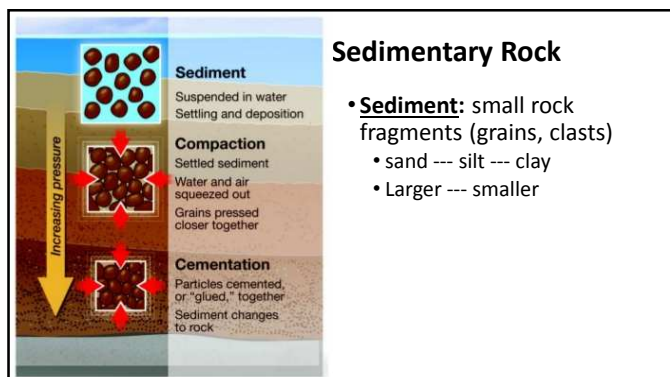 Sedimentary Rock
Increasing pressure
Sediment
Suspended in water
Settling and deposition
Compaction
Settled sediment
Water and air
squeezed out
Grains pressed
closer together
Cementation
Particles cemented,
or "glued," together
Sediment changes
to rock
• Sediment: small rock
fragments (grains, clasts)
• sand --- silt --- clay
• Larger --- smaller